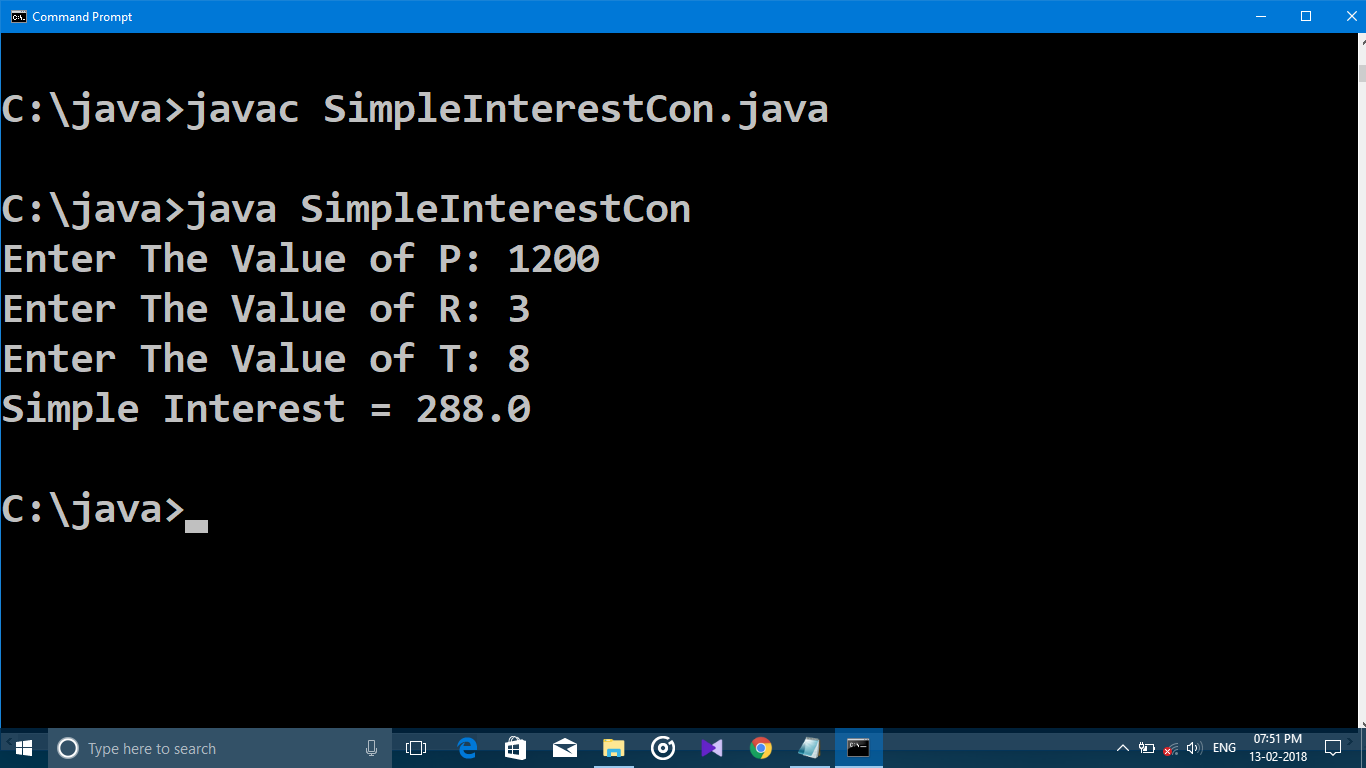 Command Prompt
C:\java>javac SimpleInterestCon.java
C:\java>java SimpleInterestCon
Enter The Value of P: 1200
Enter The Value of R: 3
Enter The Value of T: 8
Simple Interest = 288.0
C:\java>
Type here to search
ENG
07:51 PM
13-02-2018